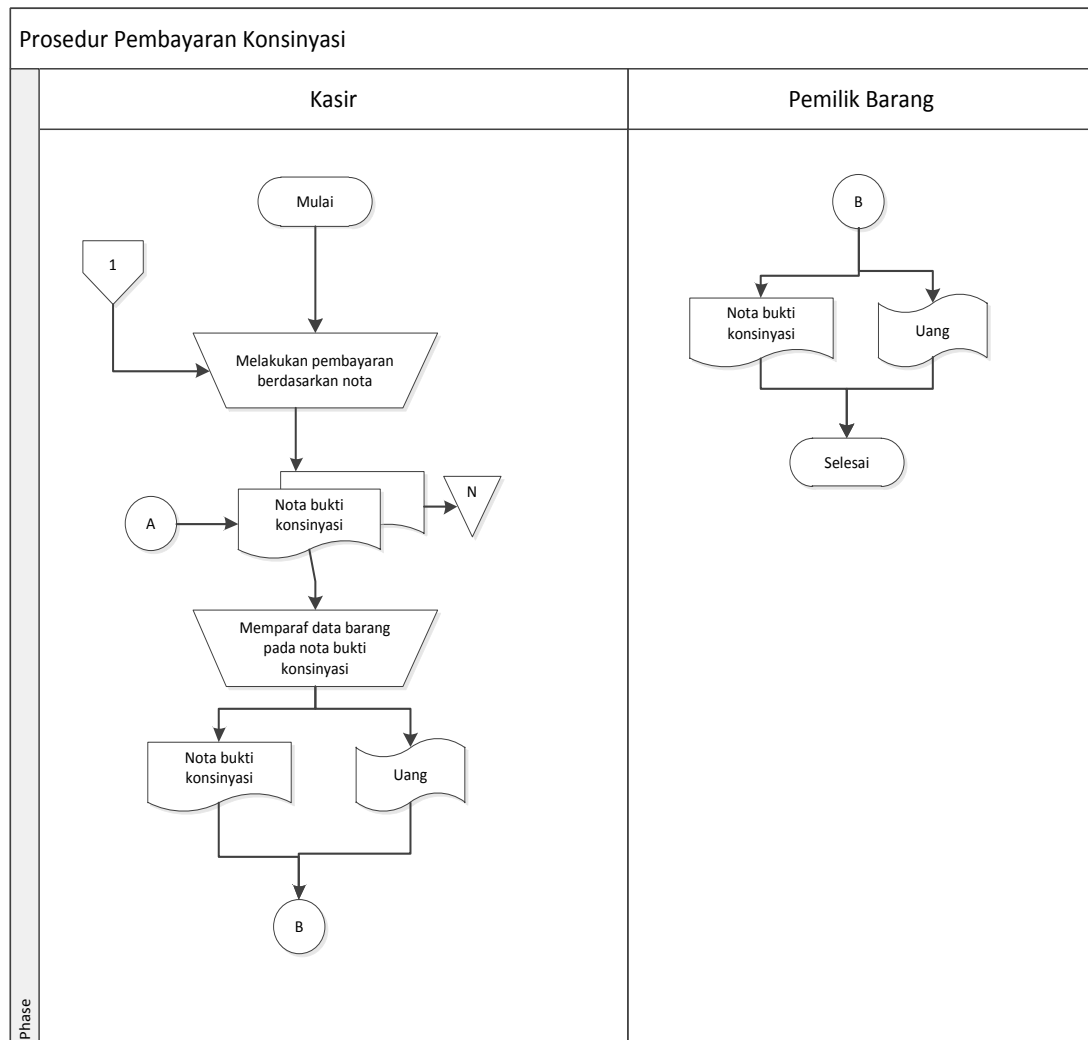 Prosedur Pembayaran Konsinyasi
Kasir
Pemilik Barang
Mulai
1
Melakukan pembayaran
berdasarkan nota
A
Nota bukti
konsinyasi
N
Memparaf data barang
pada nota bukti
konsinyasi
Nota bukti
konsinyasi
Uang
B
B
Nota bukti
konsinyasi
Uang
Selesai
Phase